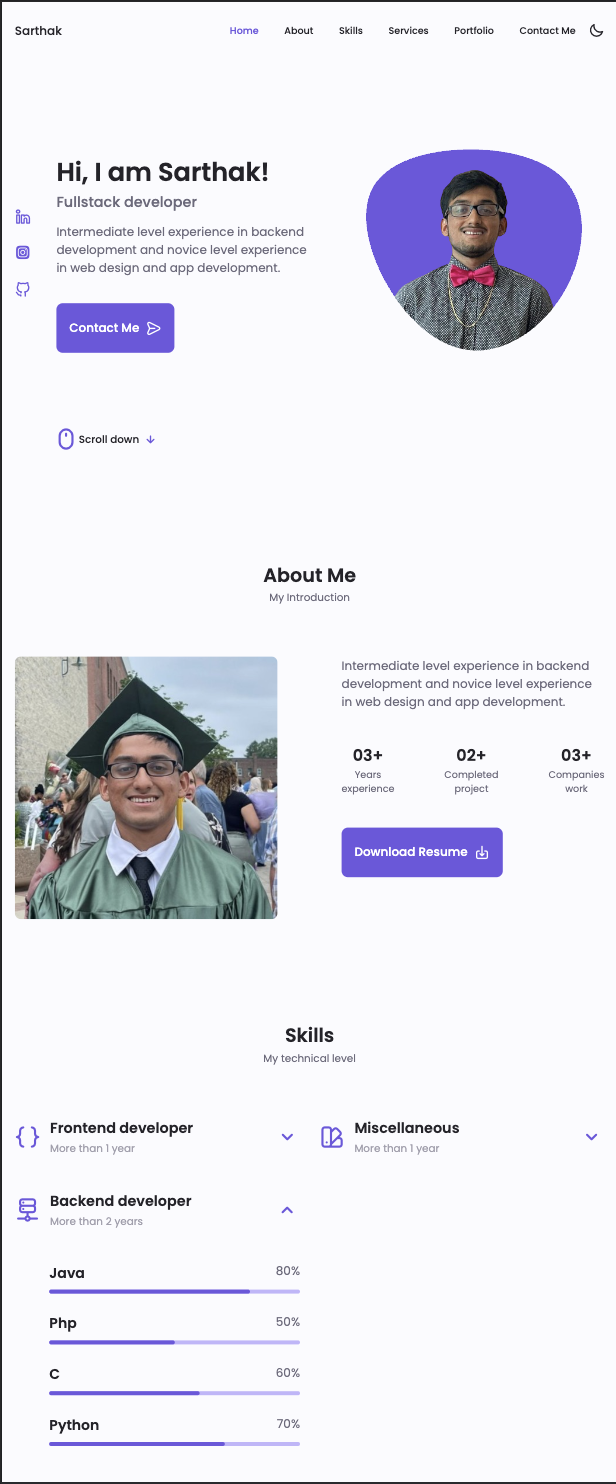 Sarthak
Home About Skills Services Portfolio Contact Me
Hi, I am Sarthak!
Fullstack developer
Intermediate level experience in backend
development and novice level experience
in web design and app development.
Contact Me
Scroll down
About Me
My Introduction
Intermediate level experience in backend
development and novice level experience
in web design and app development.
03+ 02+ 03+
Years Completed Companies
experience project work
Download Resume
Skills
My technical level
Frontend developer
More than 1 year
Miscellaneous
More than 1 year
Backend developer
More than 2 years
Java 80%
Php 50%
C 60%
Python 70%